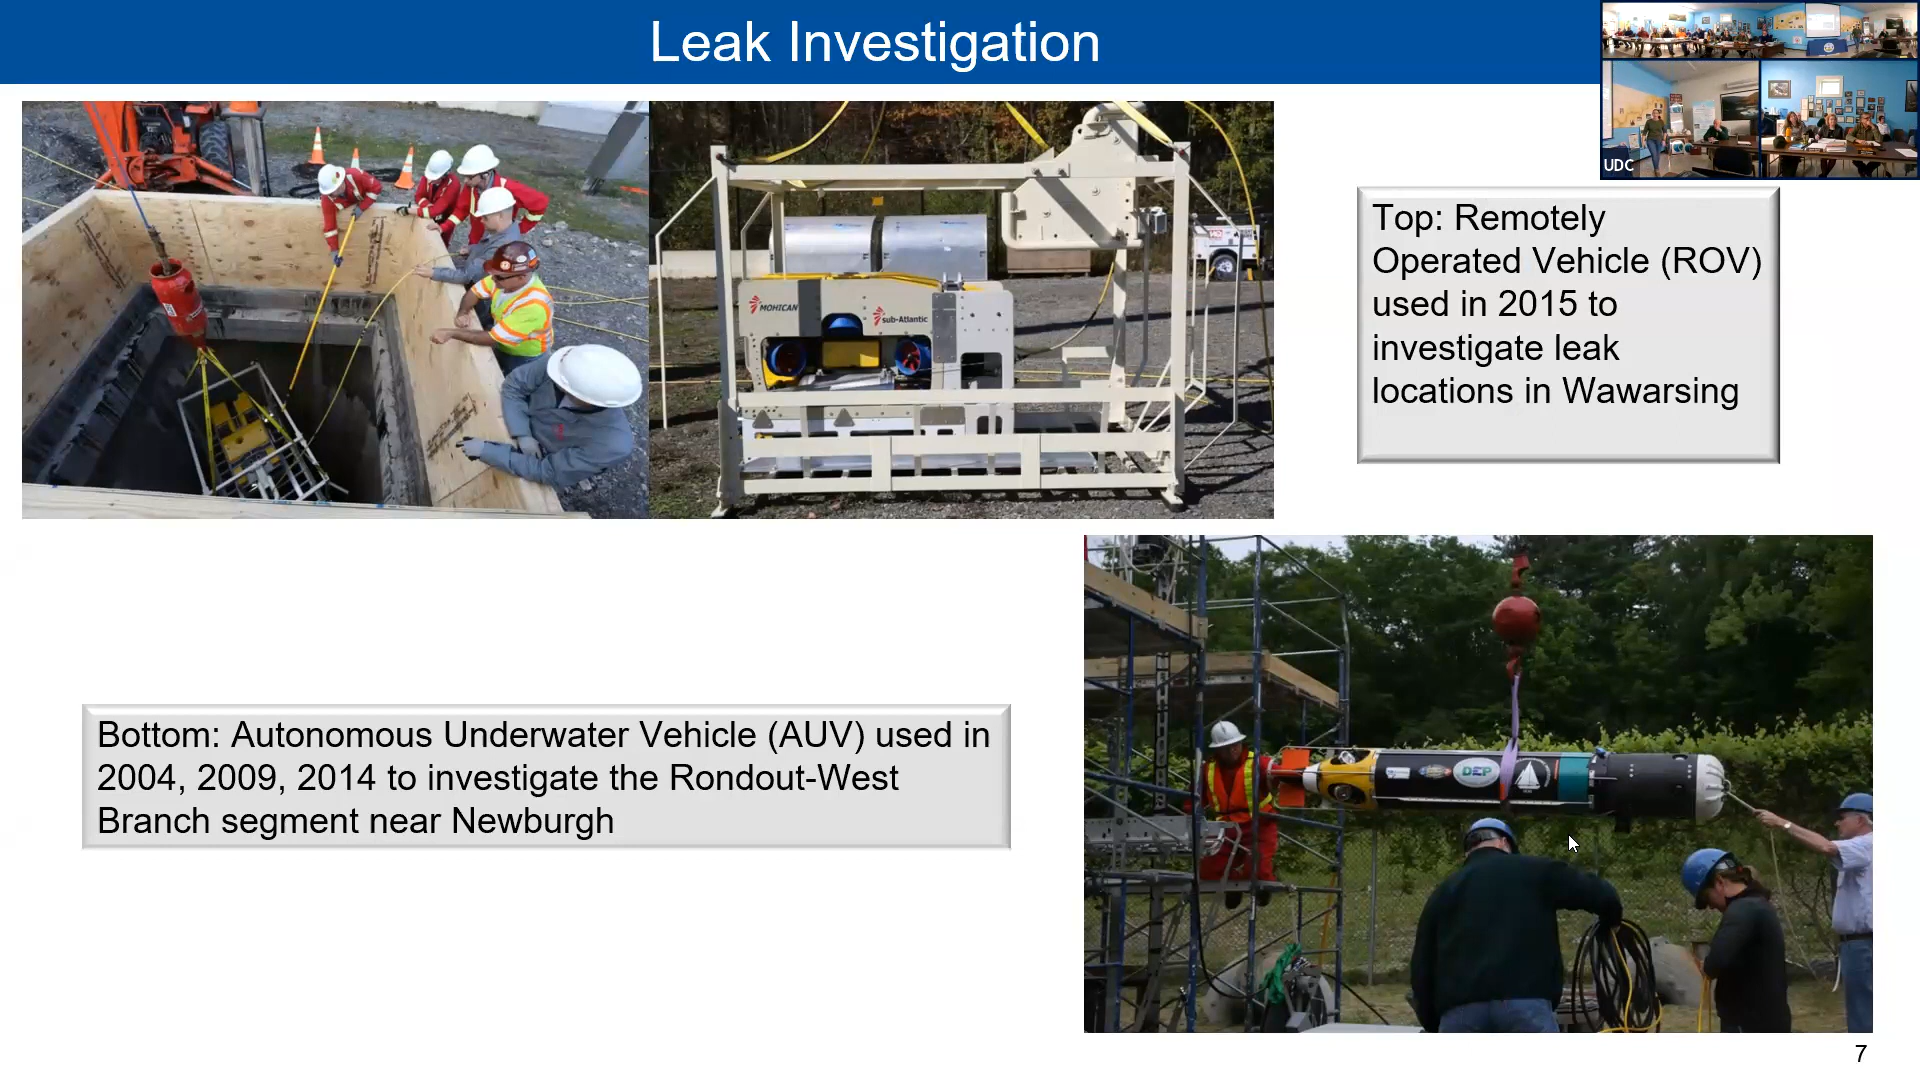 Leak Investigation
UDC
MOHICAN
sub-Atlantic
Top: Remotely
Operated Vehicle (ROV)
used in 2015 to
investigate leak
locations in Wawarsing
Bottom: Autonomous Underwater Vehicle (AUV) used in
2004, 2009, 2014 to investigate the Rondout-West
Branch segment near Newburgh
DEP
7